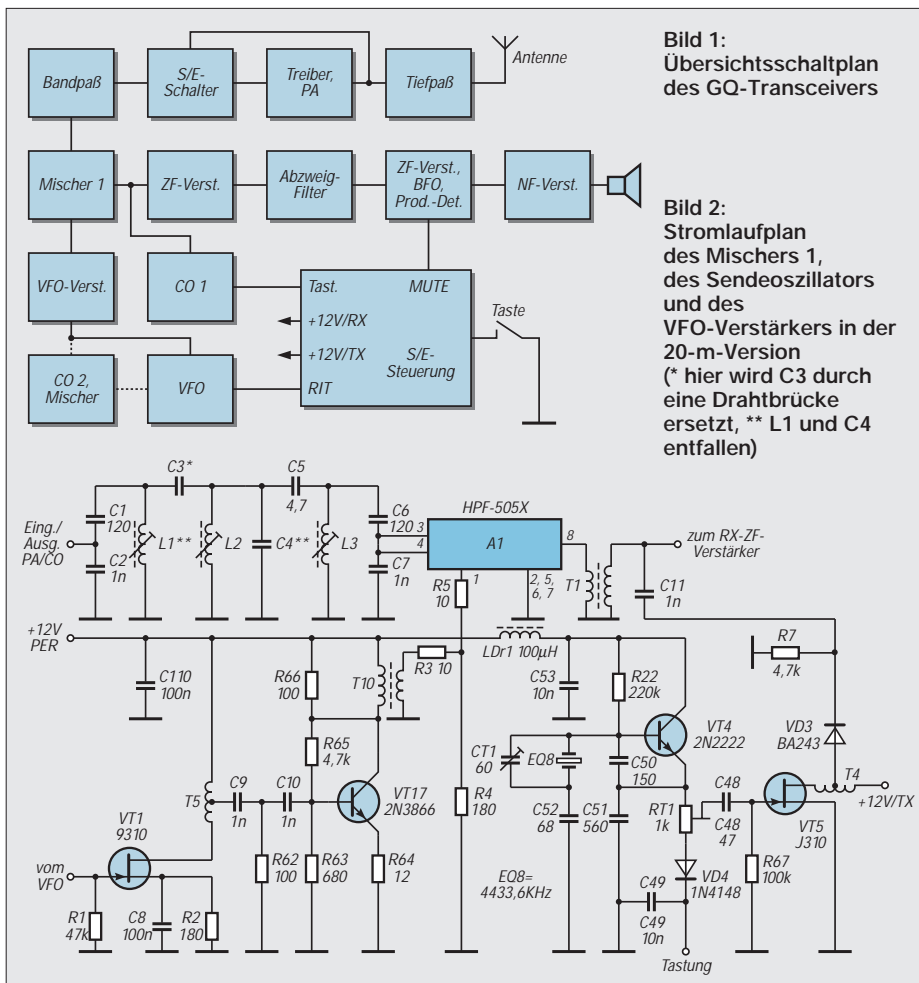 Antenne
Bandpaß
S/E-
Schalter
Treiber,
PA
Tiefpaß
Bild 1:
Übersichtsschaltplan
des GQ-Transceivers
Mischer 1
ZF-Verst.
Abzweig-
Filter
ZF-Verst.,
BFO,
Prod.-Det.
NF-Verst.
Bild 2:
Stromlaufplan
des Mischers 1,
des Sendeoszillators
und des
VFO-Verstärkers in der
20-m-Version
(* hier wird C3 durch
eine Drahtbrücke
ersetzt, ** L1 und C4
entfallen)
VFO-Verst.
CO 1
Tast.
MUTE
+12V/RX
+12V/TX
S/E-
Steuerung
RIT
Taste
CO 2,
Mischer
VFO
C3*
C5
4,7
HPF-505X
Eing./
Ausg.
PA/CO
C1
120
C2
1n
L1**
L2
C4**
L3
C6
120
C7
1n
3
4
A1
8
1
2, 5,
6, 7
R5
10
T1
zum RX-ZF-
Verstärker
C11
1n
+12V
PER
C110
100n
R66
100
T10
R3 10
LDr1 100µH
C53
10n
R22
220k
R7
4,7k
VT4
2N2222
VD3
BA243
R65
4,7k
CT1
60
EQ8
C50
150
T5
C9
1n
C10
1n
VT17
2N3866
R4
180
C52
68
C51
560
RT1
1k
C48
C48
47
T4
+12V/TX
VT5
J310
VT1
9310
vom
VFO
R1
47k
C8
100n
R2
180
R62
100
R63
680
R64
12
EQ8=
4433,6KHz
C49
C49
10n
VD4
1N4148
R67
100k
Tastung